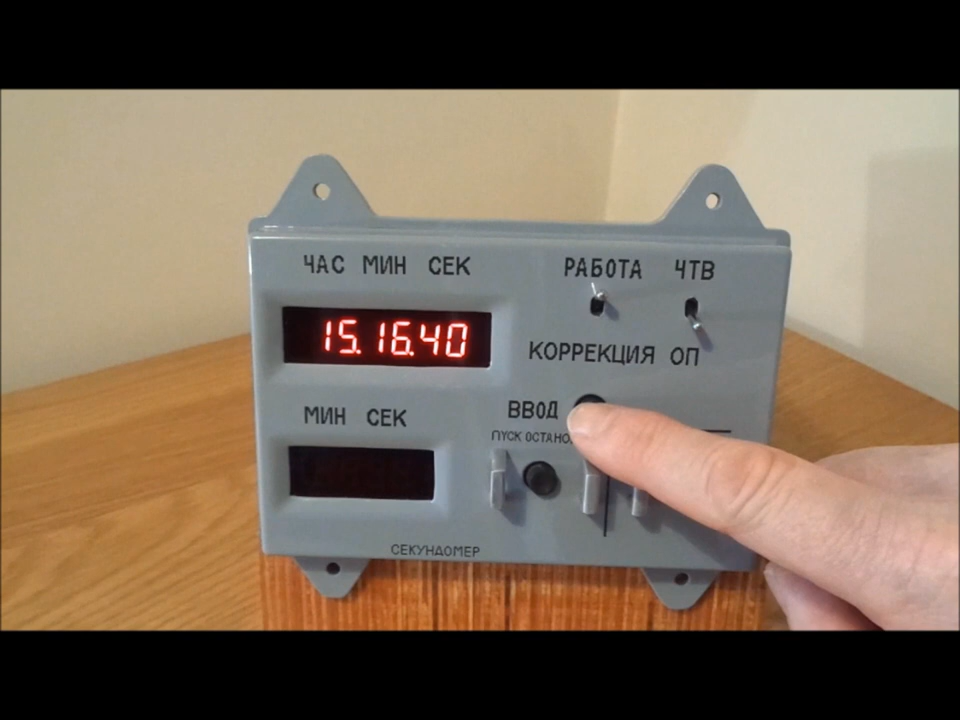 ЧАС МИН СЕК
РАБОТА ЧТВ
15.16.40
КОРРЕКЦИЯ ОП
МИН СЕК
ВВОД
ПУСК
СЕКУНДОМЕР